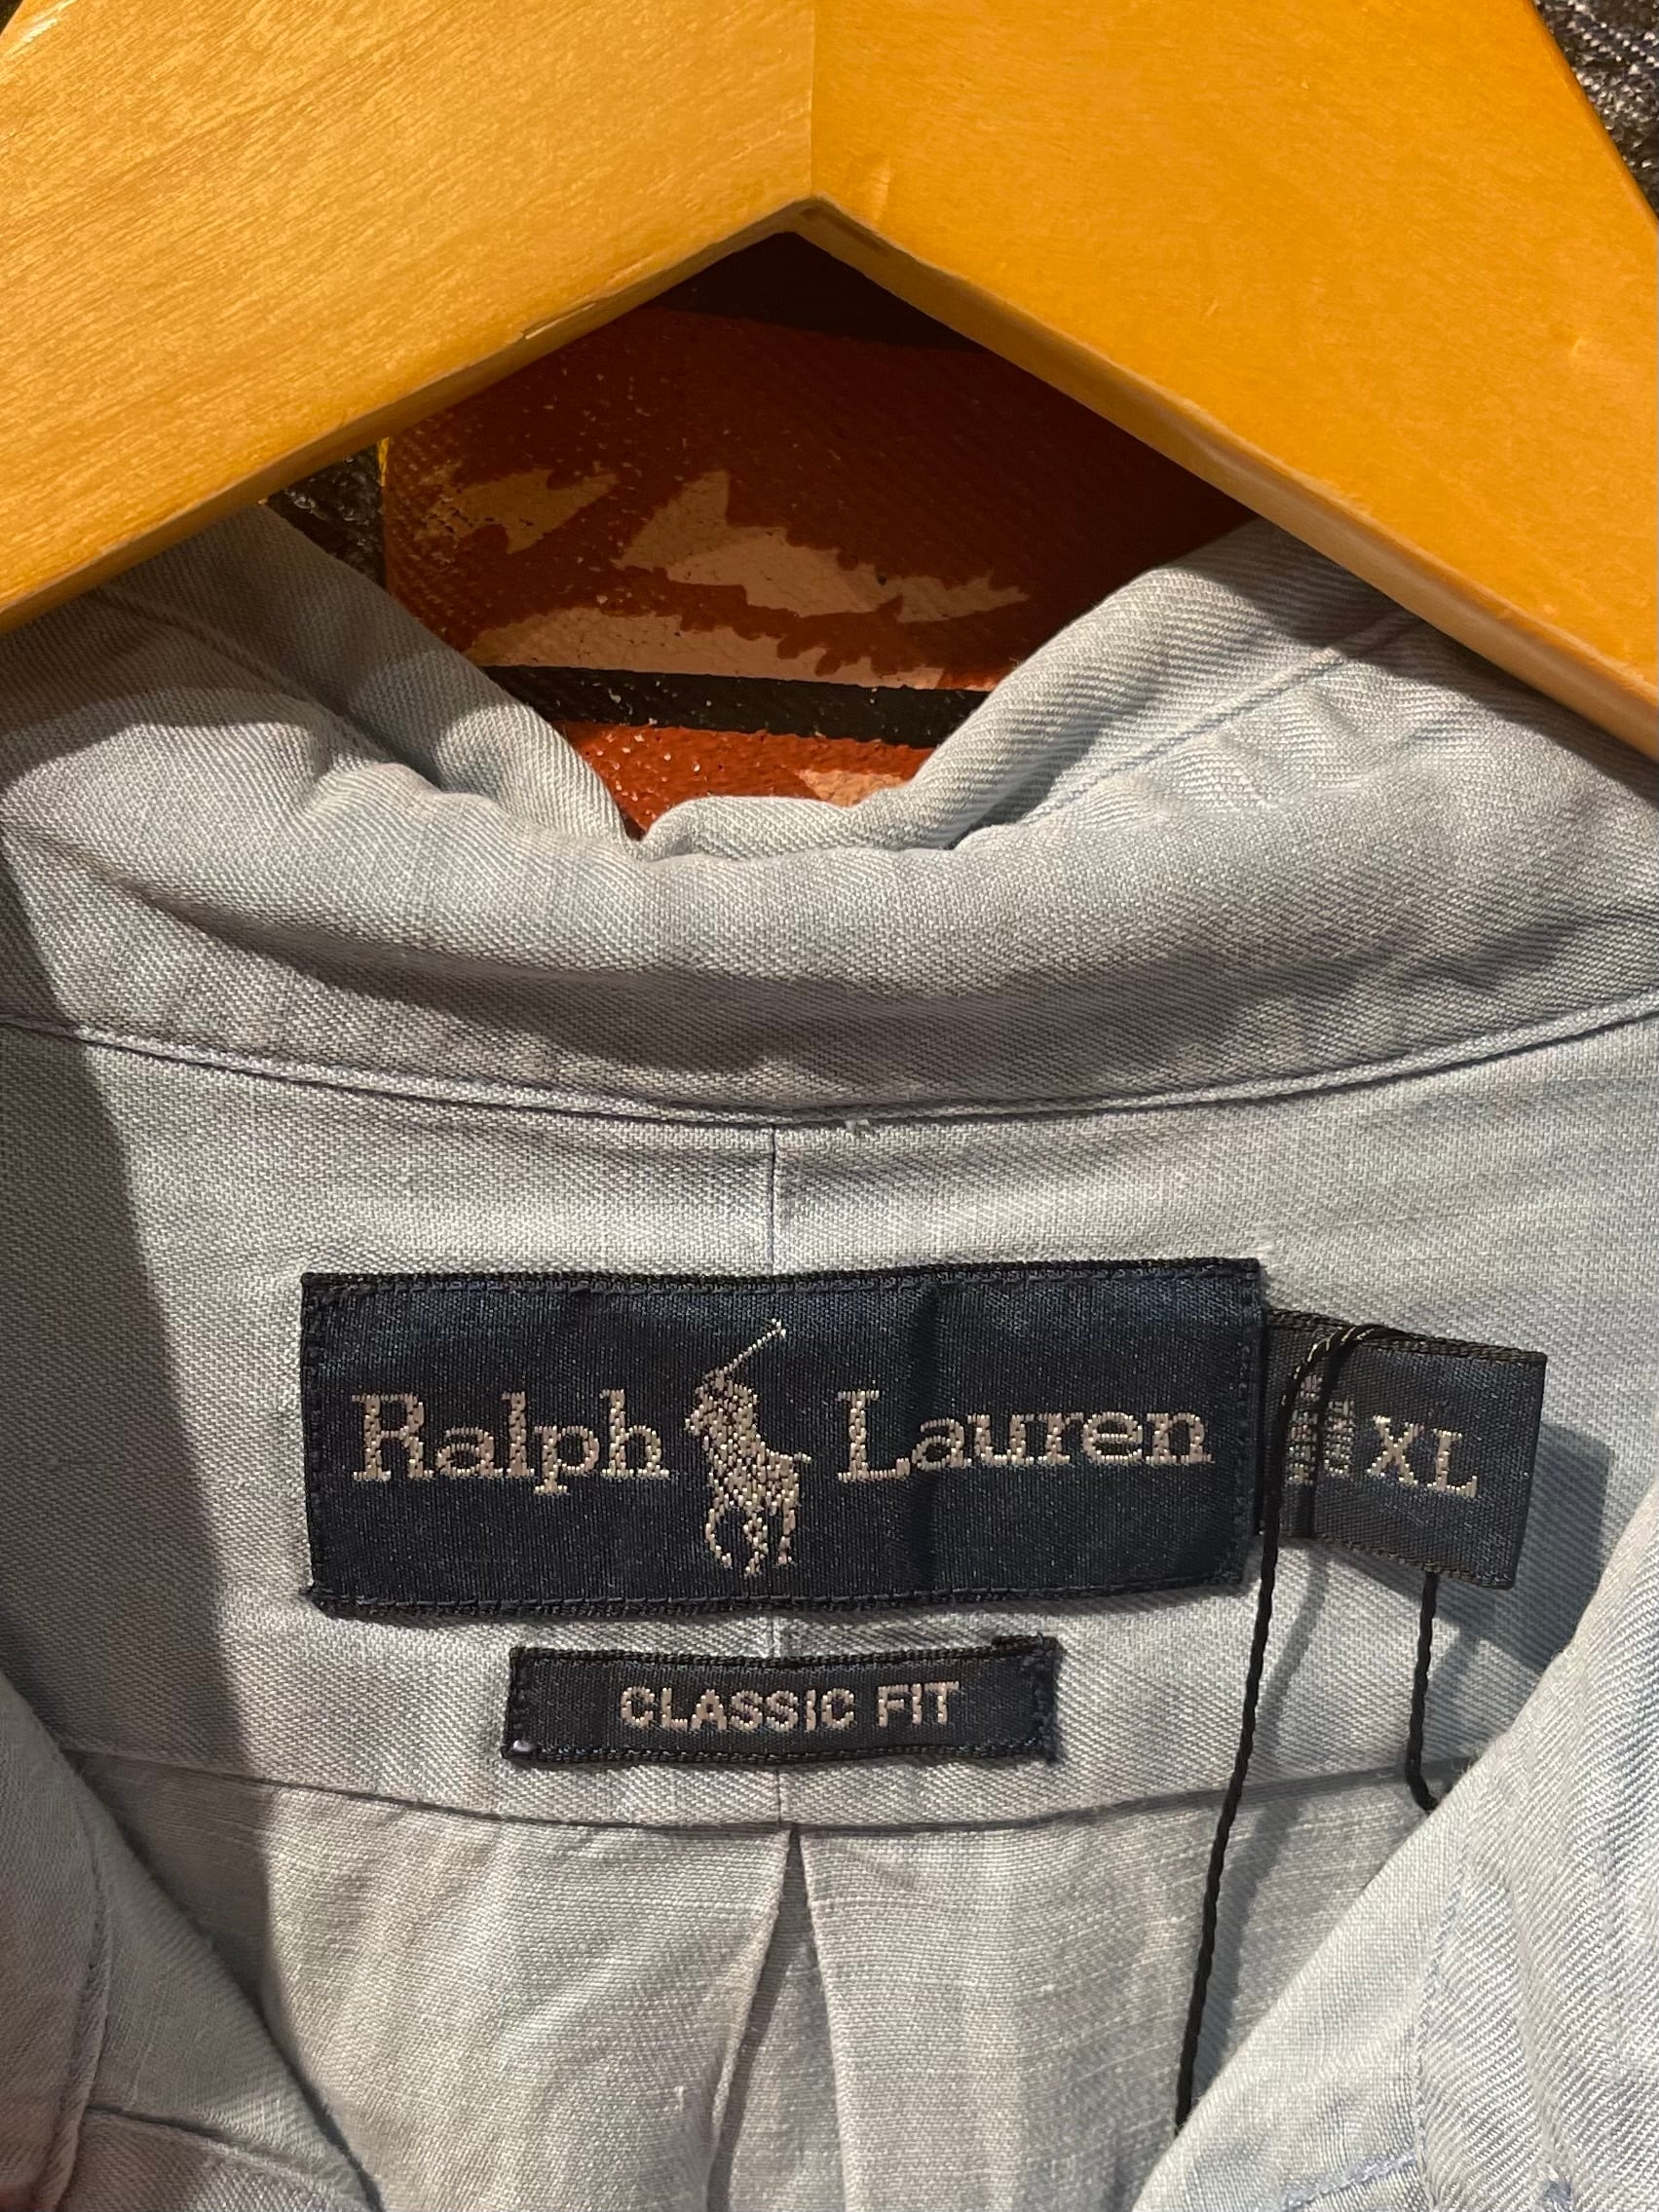 Ralph Lauren
XL
CLASSIC FIT